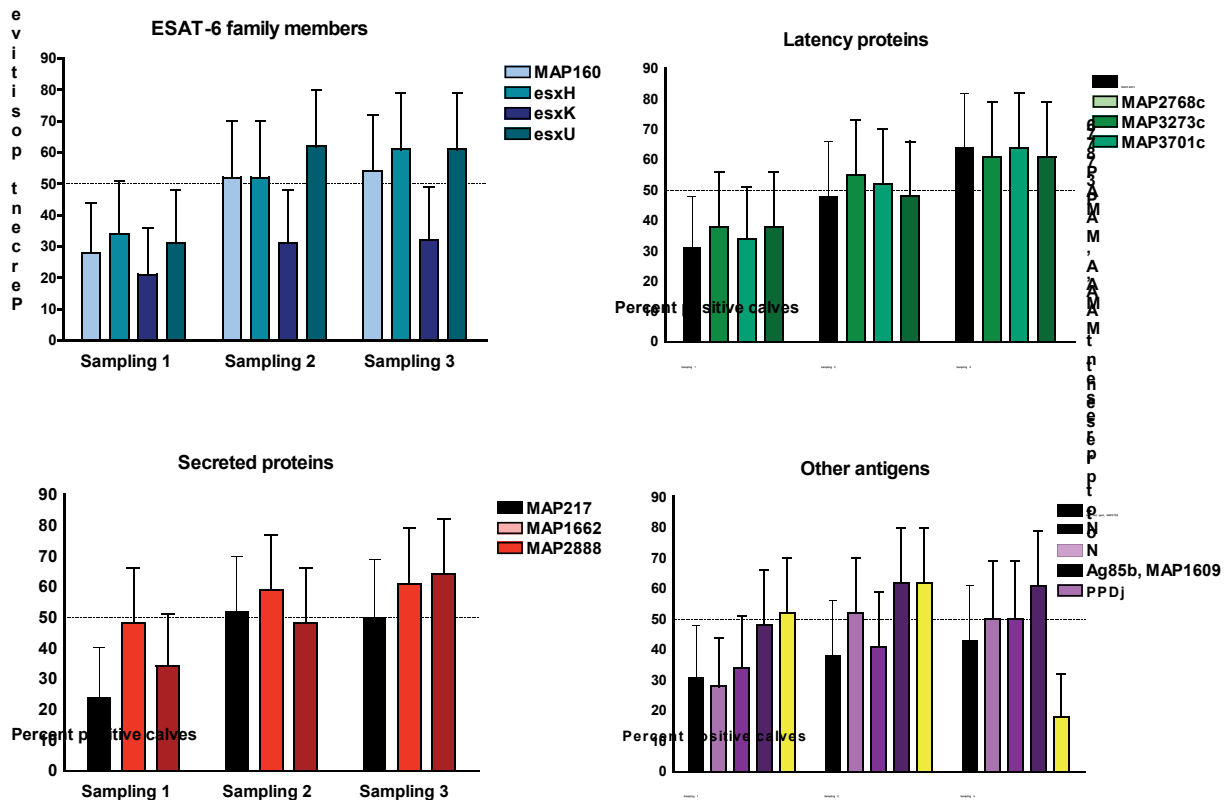 Percent positive
ESAT-6 family members
90
80
70
60
50
40
30
20
10
0
Sampling 1
Sampling 2
Sampling 3
MAP160
esxH
esxK
esxU
Latency proteins
90
80
70
60
50
40
30
20
10
0
Percent positive calves
Sampling 1
MAP2768c
MAP3273c
MAP3701c
Secreted proteins
90
80
70
60
50
40
30
20
10
0
Percent positive calves
Sampling 1
Sampling 2
Sampling 3
MAP217
MAP1662
MAP2888
Other antigens
90
80
70
60
50
40
30
20
10
0
Percent positive calves
Sampling 1
N
N
Ag85b, MAP1609
PPDj